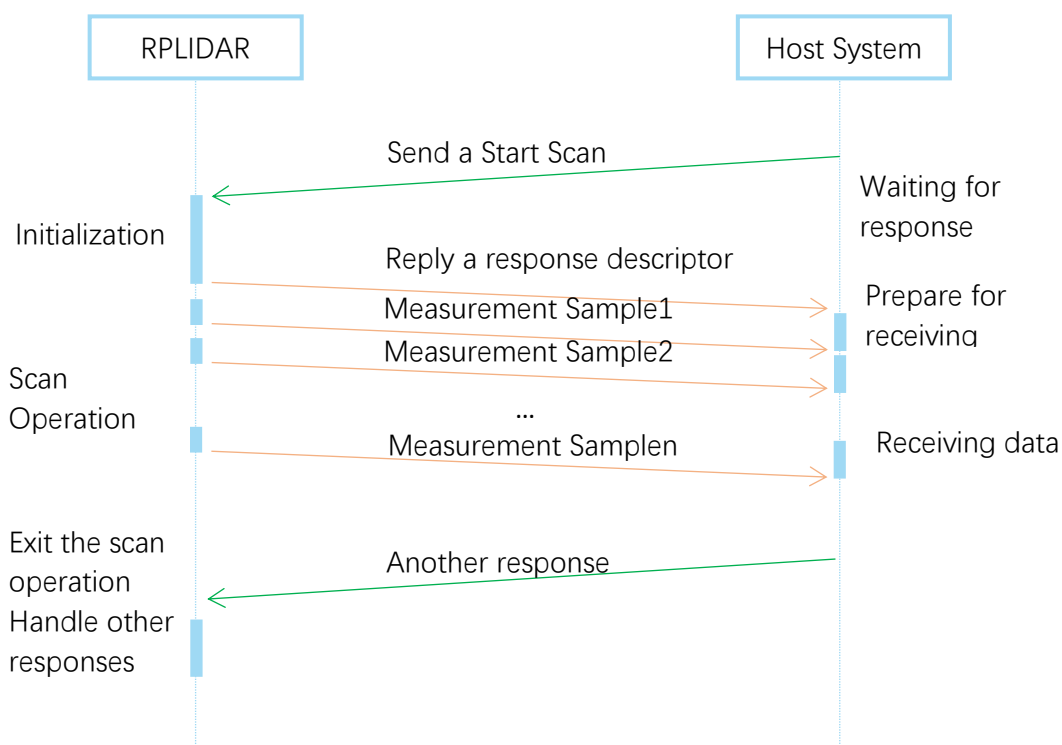 RPLIDAR
Host System
Send a Start Scan
Waiting for
response
Initialization
Reply a response descriptor
Prepare for
receiving
Measurement Sample1
Measurement Sample2
Scan
Operation
...
Measurement Samplen
Receiving data
Exit the scan
operation
Handle other
responses
Another response